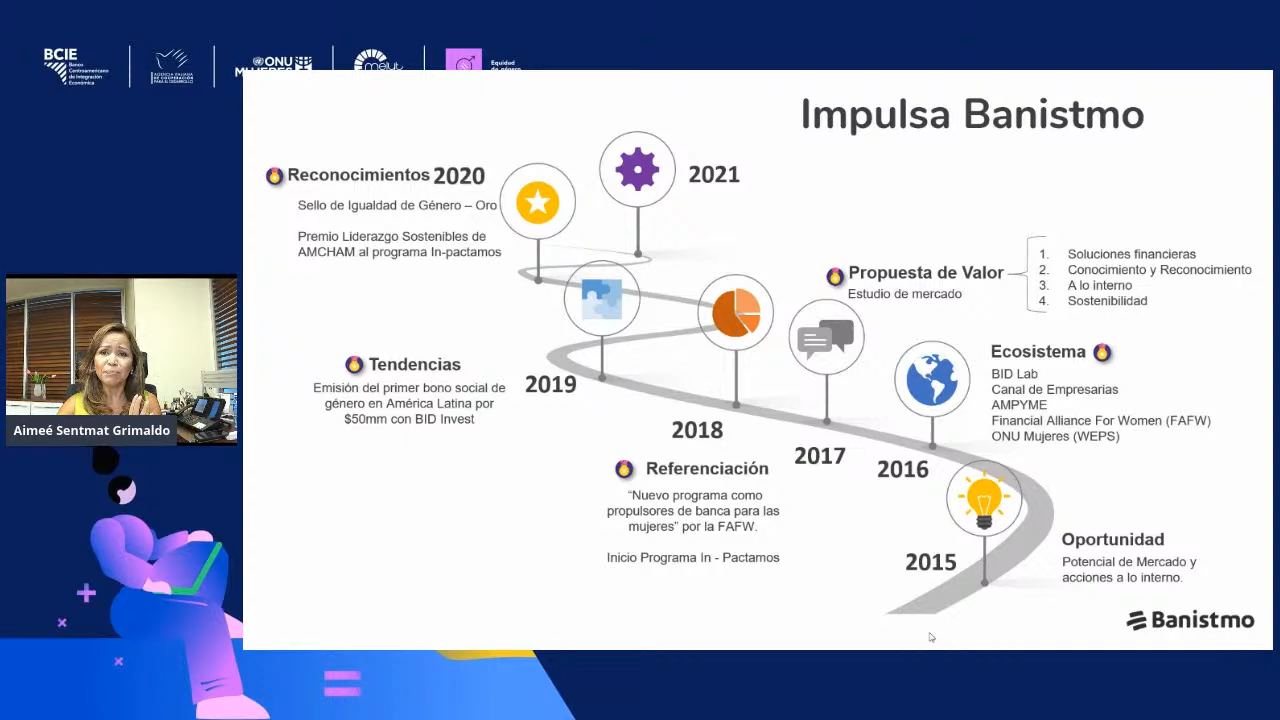 BCIE
Banco
Centroamericano
de Integración
Económica
AGENCIA ITALIANA
DE COOPERACIÓN
PARA EL DESARROLLO
ONU
MUJERES
melyt
Equidad
de género
Impulsa Banistmo
Reconocimientos 2020
Sello de Igualdad de Género – Oro
Premio Liderazgo Sostenibles de
AMCHAM al programa In-pactamos
2021
Propuesta de Valor
Estudio de mercado
1. Soluciones financieras
2. Conocimiento y Reconocimiento
3. A lo interno
4. Sostenibilidad
Tendencias
Emisión del primer bono social de
género en América Latina por
$50mm con BID Invest
2019
2018
Referenciación
“Nuevo programa como
propulsores de banca para las
mujeres” por la FAFW.
Inicio Programa In - Pactamos
2017
2016
Ecosistema
BID Lab
Canal de Empresarias
AMPYME
Financial Alliance For Women (FAFW)
ONU Mujeres (WEPS)
2015
Oportunidad
Potencial de Mercado y
acciones a lo interno.
Banistmo
Aimeé Sentmat Grimaldo